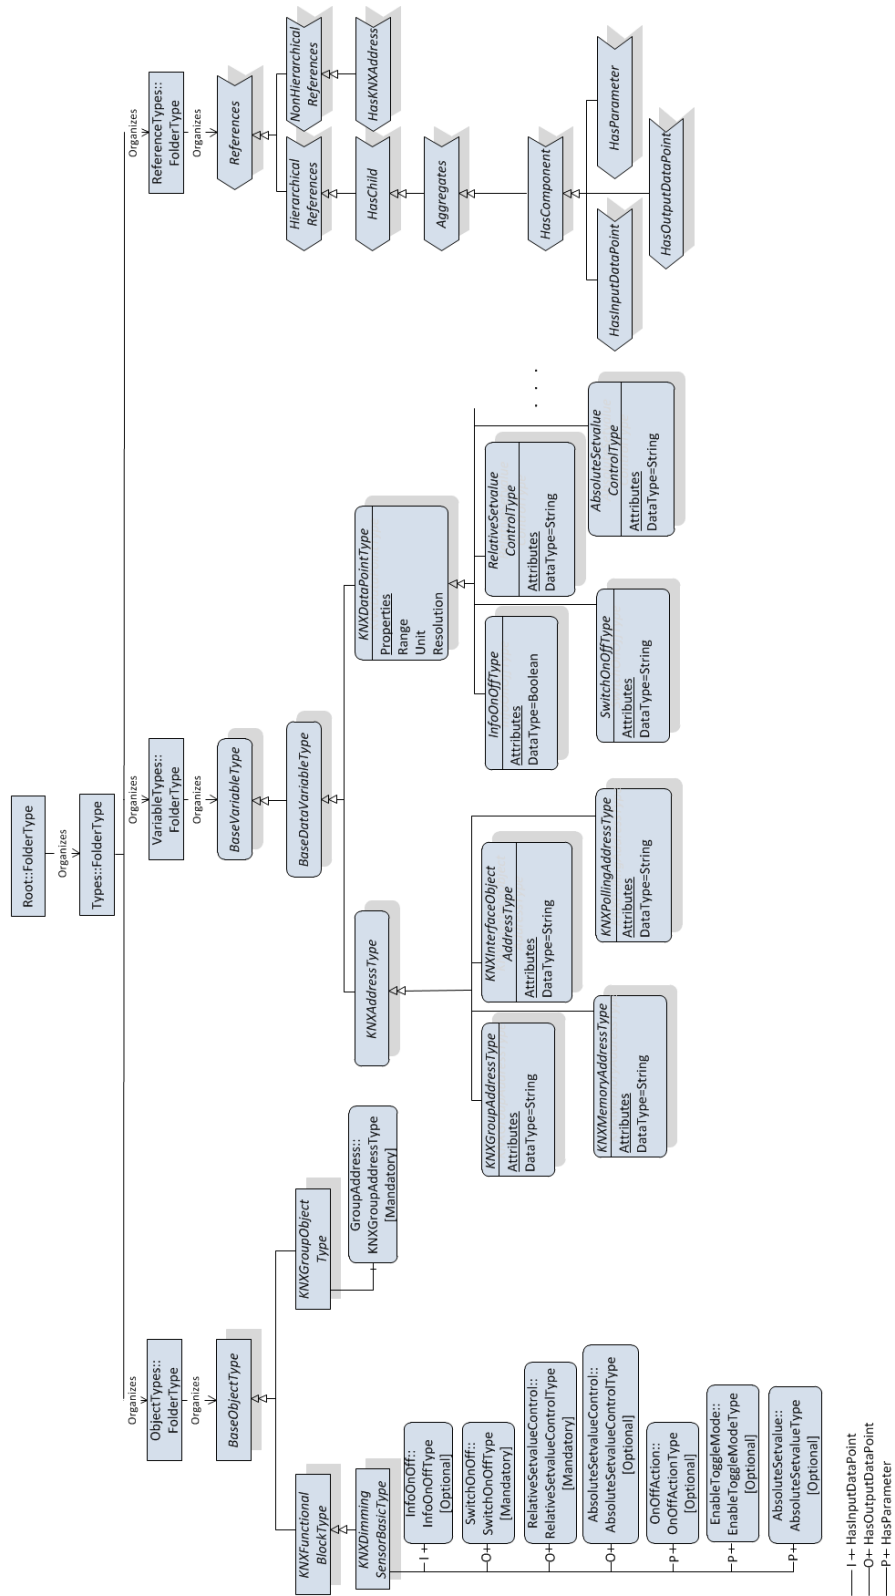 Root::FolderType
Organizes
Types::FolderType
Organizes
ObjectTypes::
FolderType
Organizes
BaseObjectType
KNXFunctional
BlockType
KNXDimming
SensorBasicType
I +
InfoOnOff::
InfoOnOffType
[Optional]
O+
SwitchOnOff::
SwitchOnOffType
[Mandatory]
O+
RelativeSetvalueControl::
RelativeSetvalueControlType
[Mandatory]
O+
AbsoluteSetvalueControl::
AbsoluteSetvalueControlType
[Optional]
P+
OnOffAction::
OnOffActionType
[Optional]
P+
EnableToggleMode::
EnableToggleModeType
[Optional]
P+
AbsoluteSetvalue::
AbsoluteSetvalueType
[Optional]
KNXGroupObject
Type
GroupAddress::
KNXGroupAddressType
[Mandatory]
Organizes
VariableTypes::
FolderType
Organizes
BaseVariableType
BaseDataVariableType
KNXAddressType
KNXGroupAddressType
Attributes
DataType=String
KNXInterfaceObject
AddressType
Attributes
DataType=String
KNXMemoryAddressType
Attributes
DataType=String
KNXPollingAddressType
Attributes
DataType=String
KNXDataPointType
Properties
Range
Unit
Resolution
InfoOnOffType
Attributes
DataType=Boolean
RelativeSetvalue
ControlType
Attributes
DataType=String
SwitchOnOffType
Attributes
DataType=String
AbsoluteSetvalue
ControlType
Attributes
DataType=String
. . .
Organizes
ReferenceTypes::
FolderType
Organizes
References
Hierarchical
References
NonHierarchical
References
HasChild
HasKNXAddress
Aggregates
HasComponent
HasInputDataPoint
HasParameter
HasOutputDataPoint
I + HasInputDataPoint
O+ HasOutputDataPoint
P+ HasParameter